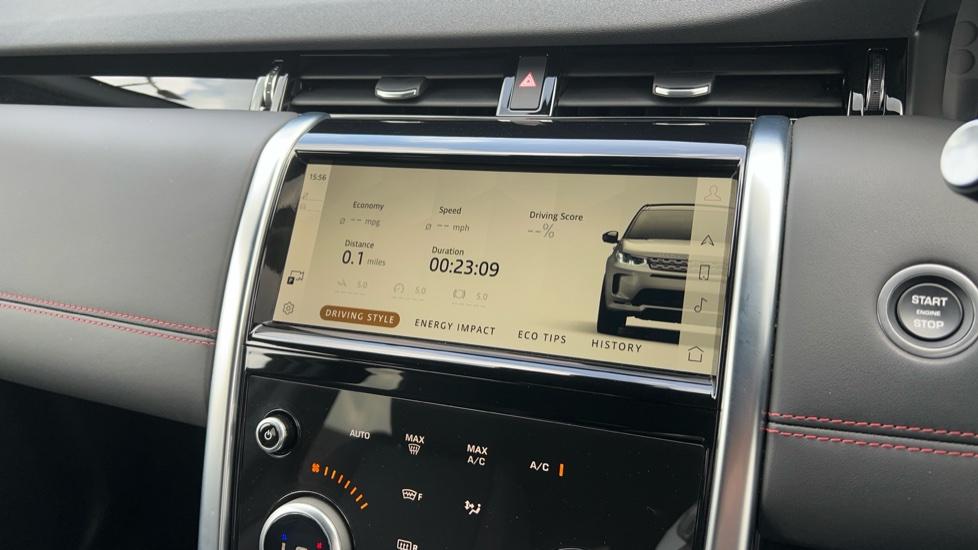 15:56
Economy
ø -- mpg
Speed
ø -- mph
Driving Score
--%
Distance
0.1 miles
Duration
00:23:09
5.0
5.0
5.0
DRIVING STYLE
ENERGY IMPACT
ECO TIPS
HISTORY
START
ENGINE
STOP
AUTO
MAX
MAX
A/C
A/C
F
R